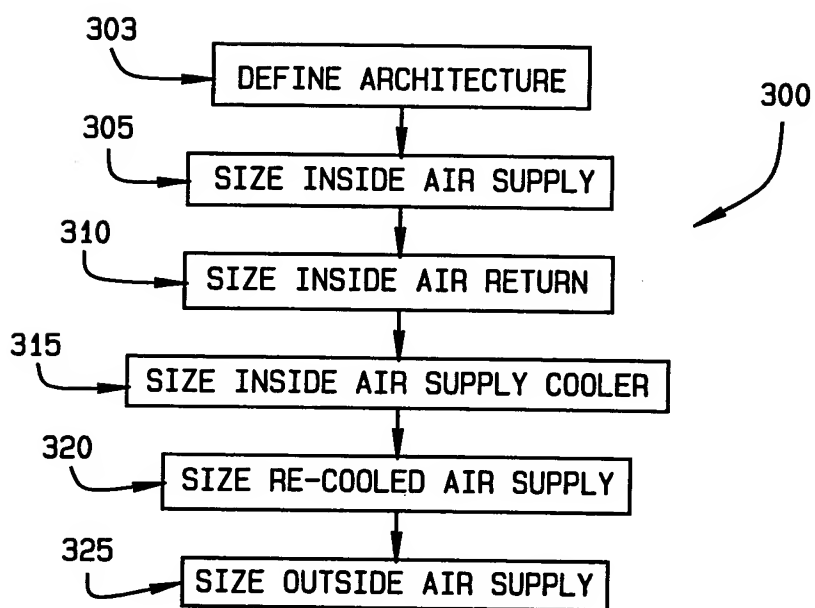 303
DEFINE ARCHITECTURE
300
305
SIZE INSIDE AIR SUPPLY
310
SIZE INSIDE AIR RETURN
315
SIZE INSIDE AIR SUPPLY COOLER
320
SIZE RE-COOLED AIR SUPPLY
325
SIZE OUTSIDE AIR SUPPLY